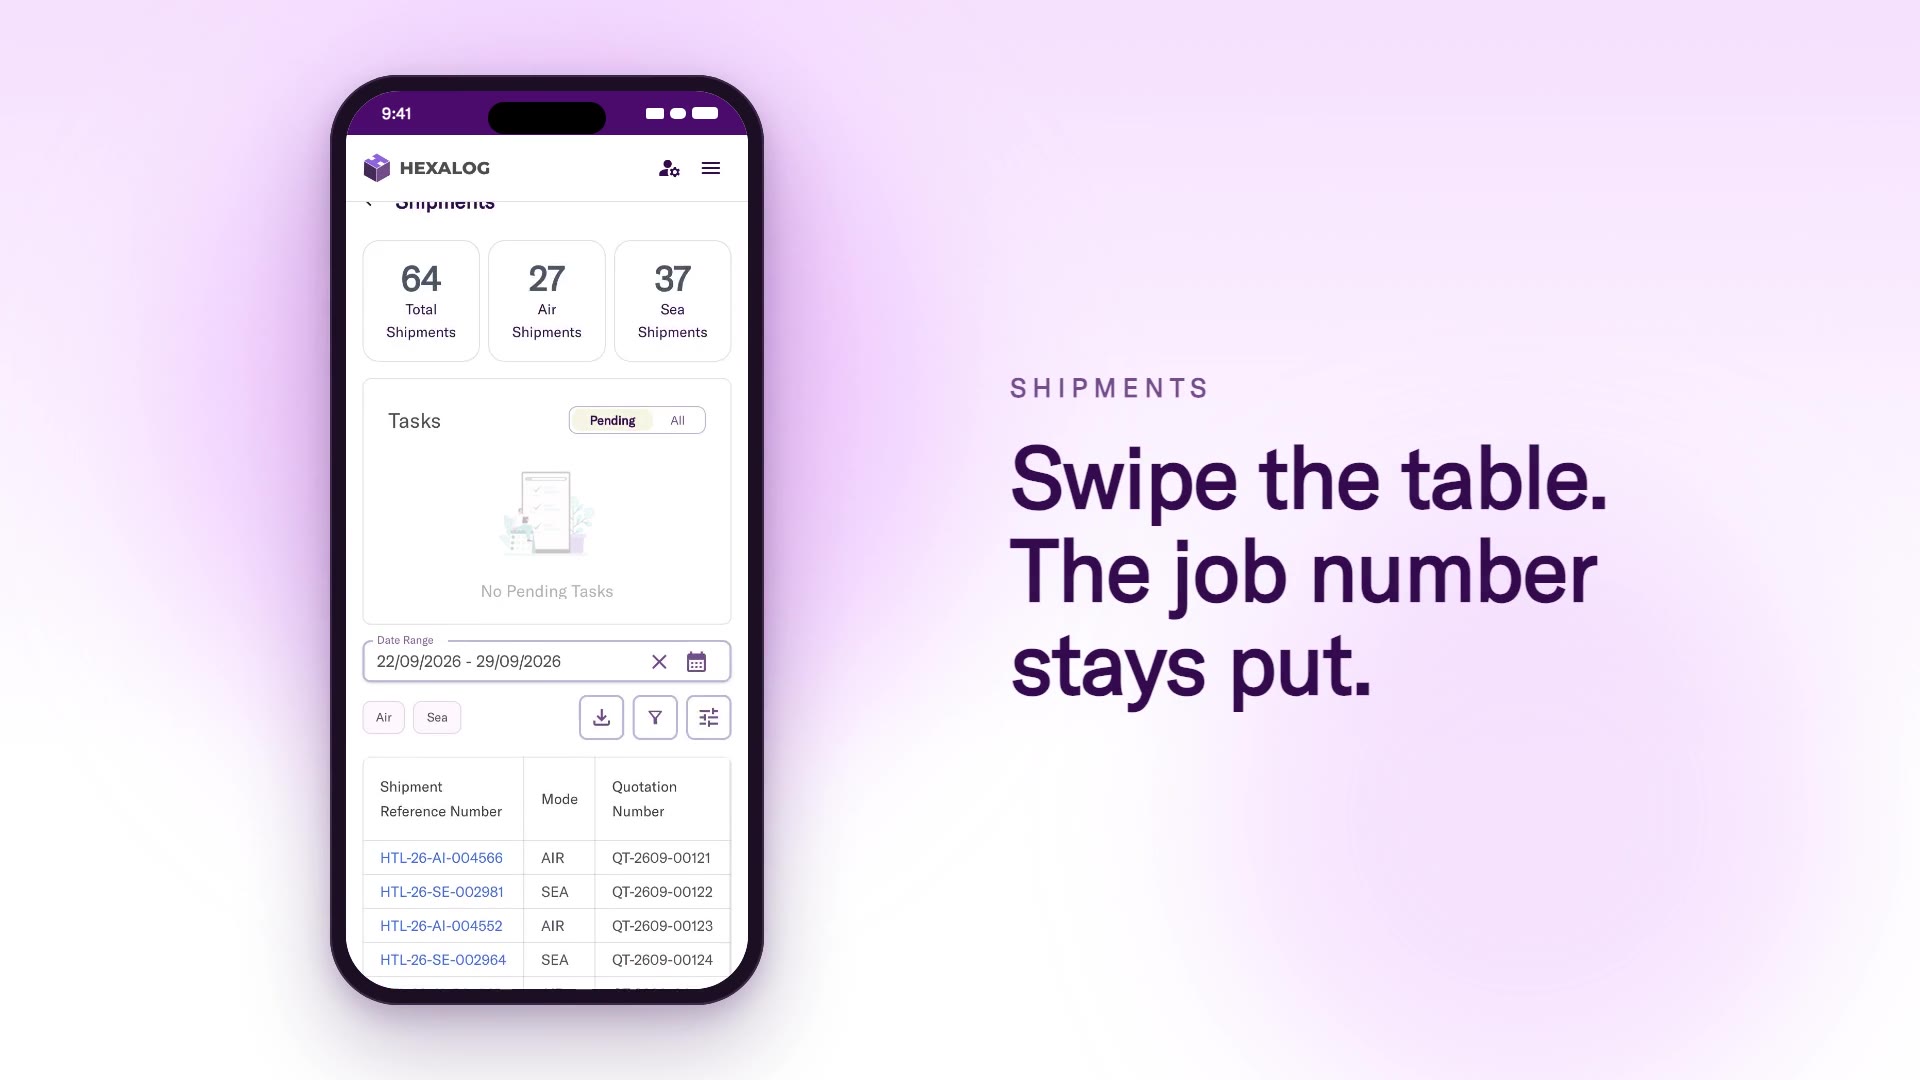 9:41
HEXALOG
Shipments
64
Total
Shipments
27
Air
Shipments
37
Sea
Shipments
Tasks
Pending
All
No Pending Tasks
Date Range
22/09/2026 - 29/09/2026
Air
Sea
Shipment
Reference Number
Mode
Quotation
Number
HTL-26-AI-004566
AIR
QT-2609-00121
HTL-26-SE-002981
SEA
QT-2609-00122
HTL-26-AI-004552
AIR
QT-2609-00123
HTL-26-SE-002964
SEA
QT-2609-00124
SHIPMENTS
Swipe the table.
The job number
stays put.